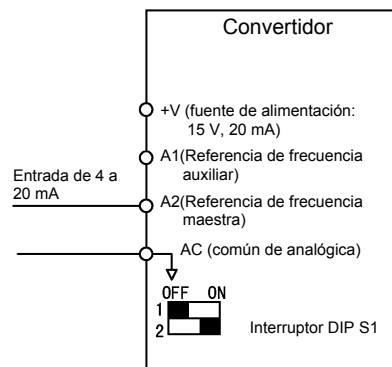 Convertidor
+V (fuente de alimentación:
15 V, 20 mA)
A1(Referencia de frecuencia
auxiliar)
Entrada de 4 a
20 mA
A2(Referencia de frecuencia
maestra)
AC (común de analógica)
OFF ON
1
2
Interruptor DIP S1